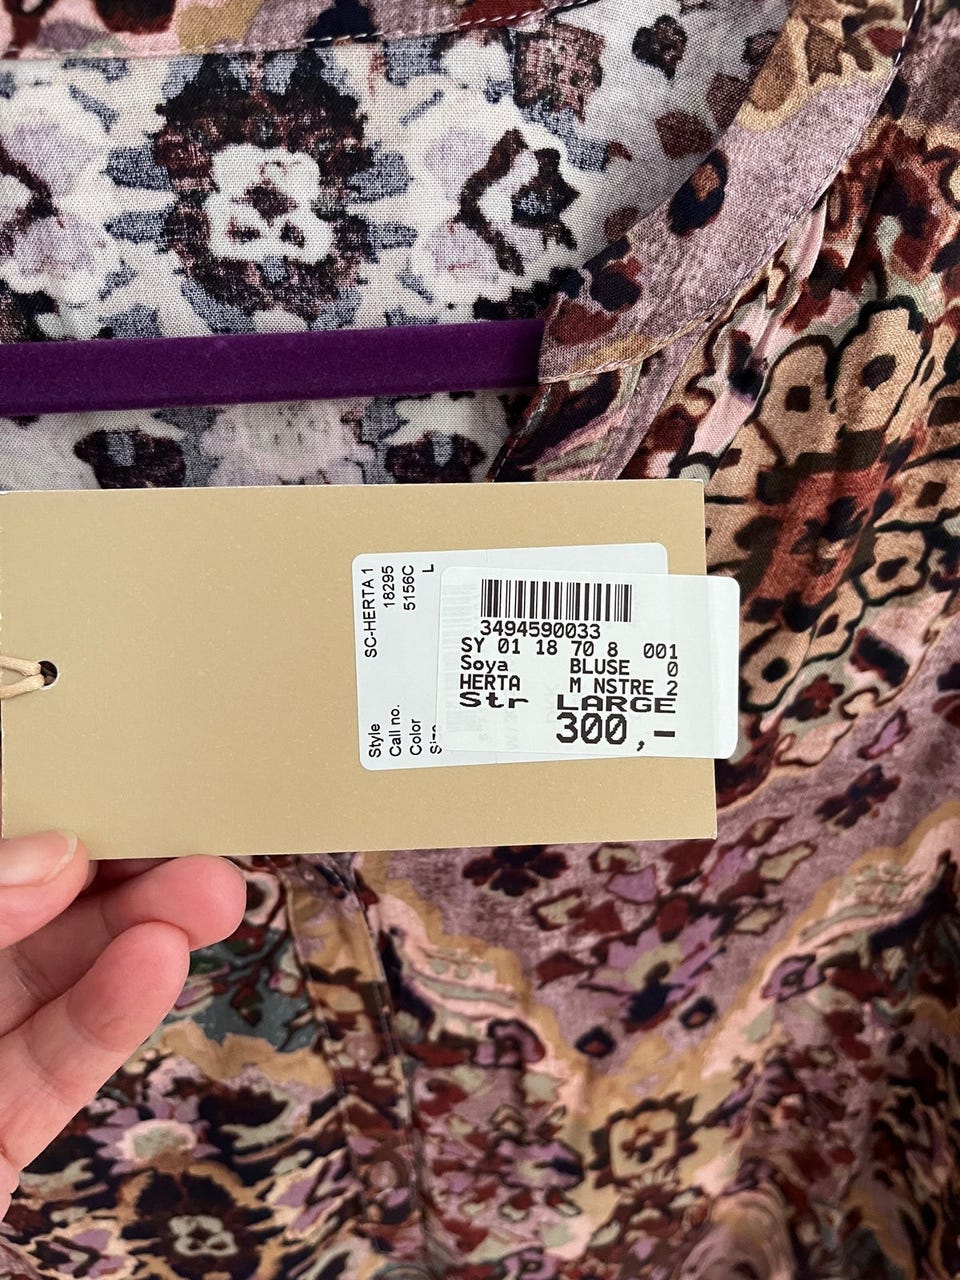 Style SC-HERTA 1
Call no. 18295
Color 5156C
Size L
3494590033
SY 01 18 70 8 001
Soya BLUSE 0
HERTA M NSTRE 2
Str LARGE
300,-